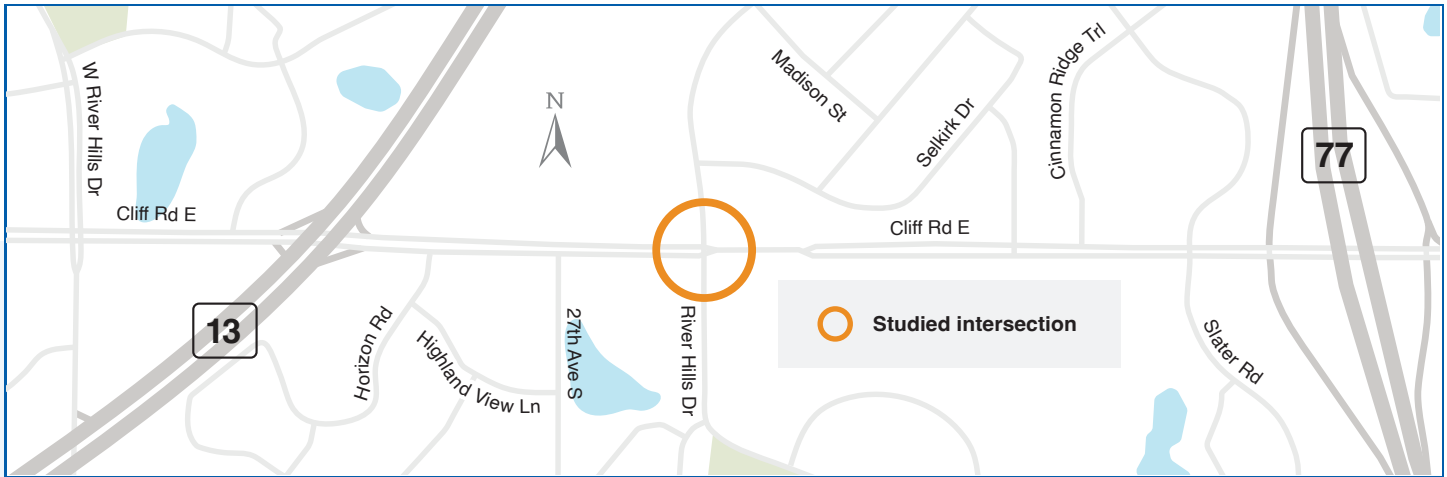 W River Hills Dr
Cliff Rd E
13
N
Horizon Rd
Highland View Ln
27th Ave S
River Hills Dr
Madison St
Selkirk Dr
Cinnamon Ridge Trl
77
Cliff Rd E
Studied intersection
Slater Rd